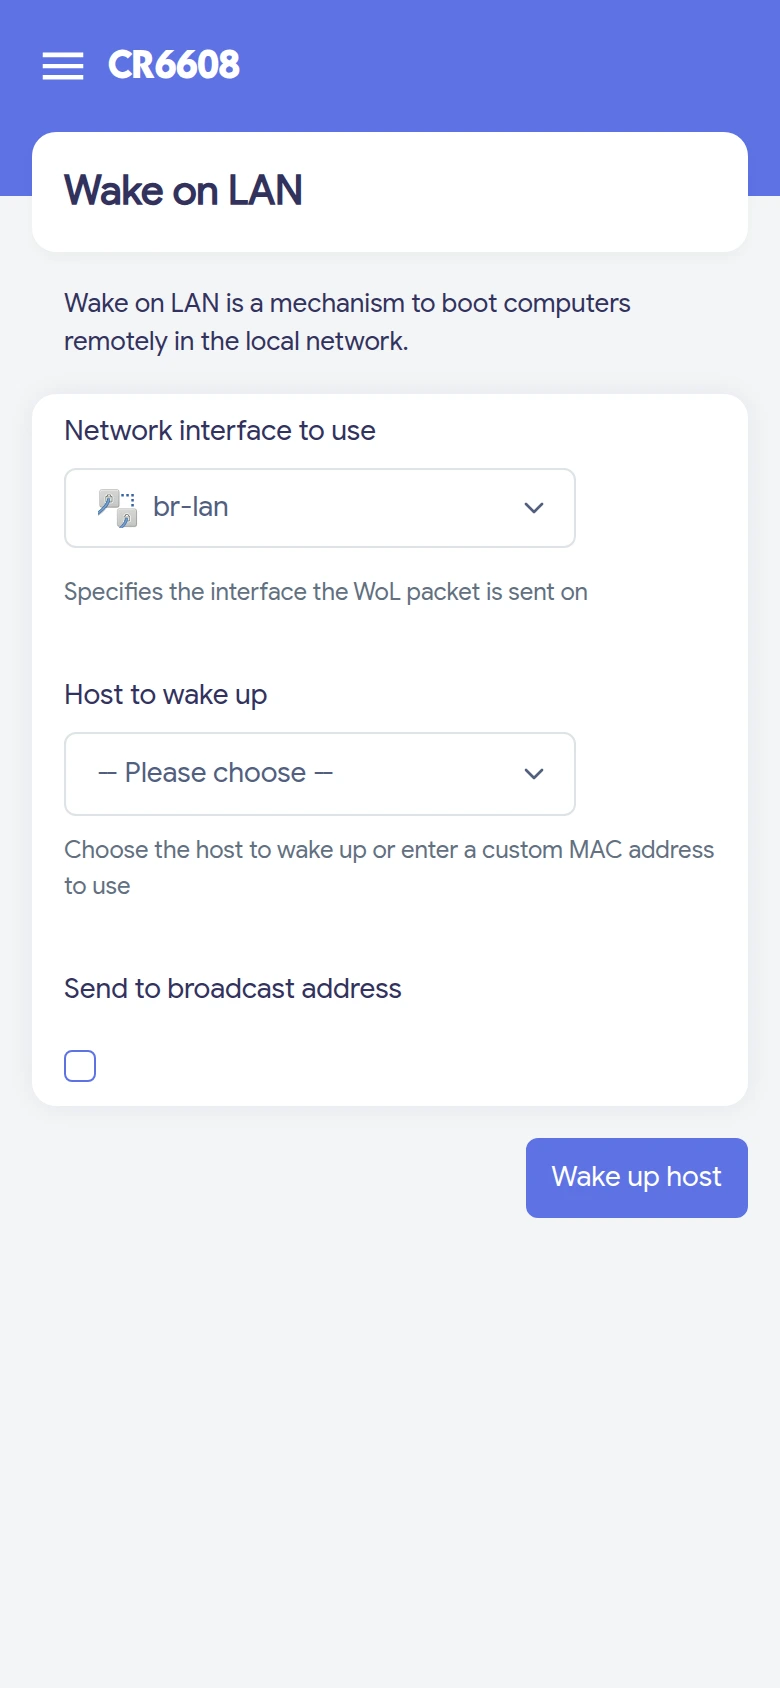 CR6608
Wake on LAN
Wake on LAN is a mechanism to boot computers
remotely in the local network.
Network interface to use
br-lan
Specifies the interface the WoL packet is sent on
Host to wake up
— Please choose —
Choose the host to wake up or enter a custom MAC address
to use
Send to broadcast address
Wake up host